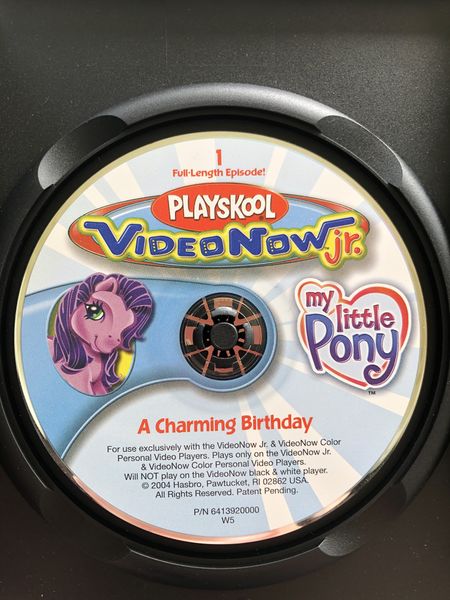 1
Full-Length Episode!
PLAYSKOOL®
VIDEONOW jr.™
my
little
Pony
™
A Charming Birthday
For use exclusively with the VideoNow Jr. & VideoNow Color
Personal Video Players. Plays only on the VideoNow Jr.
& VideoNow Color Personal Video Players.
Will NOT play on the VideoNow black & white player.
© 2004 Hasbro, Pawtucket, RI 02862 USA.
All Rights Reserved. Patent Pending.
P/N 6413920000
W5